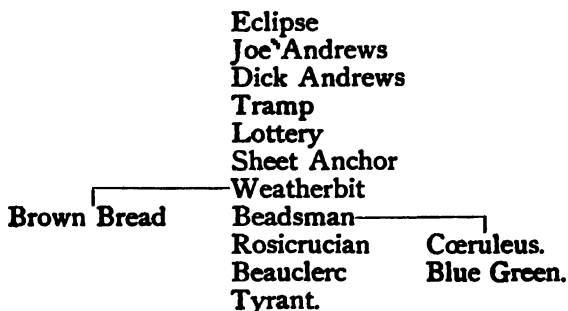 Eclipse
Joe Andrews
Dick Andrews
Tramp
Lottery
Sheet Anchor
Weatherbit
Brown Bread Beadsman
Rosicrucian Cœruleus.
Beauclerc Blue Green.
Tyrant.